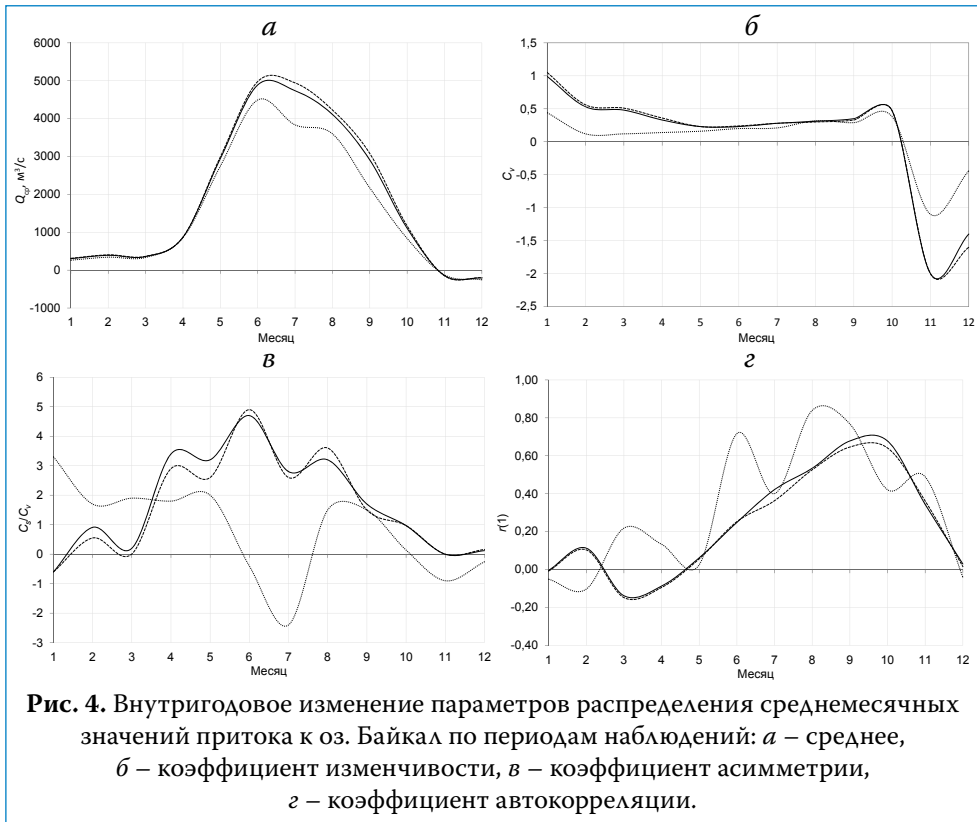 а
6000
5000
4000
3000
2000
1000
0
-1000
Qср, м³/с
1 2 3 4 5 6 7 8 9 10 11 12
Месяц
б
1,5
1
0,5
0
-0,5
-1
-1,5
-2
-2,5
Cv
1 2 3 4 5 6 7 8 9 10 11 12
Месяц
в
6
5
4
3
2
1
0
-1
-2
-3
Cs/Cv
1 2 3 4 5 6 7 8 9 10 11 12
Месяц
г
1,00
0,80
0,60
0,40
0,20
0,00
-0,20
-0,40
r(1)
1 2 3 4 5 6 7 8 9 10 11 12
Месяц
Рис. 4. Внутригодовое изменение параметров распределения среднемесячных
значений притока к оз. Байкал по периодам наблюдений: а – среднее,
б – коэффициент изменчивости, в – коэффициент асимметрии,
г – коэффициент автокорреляции.